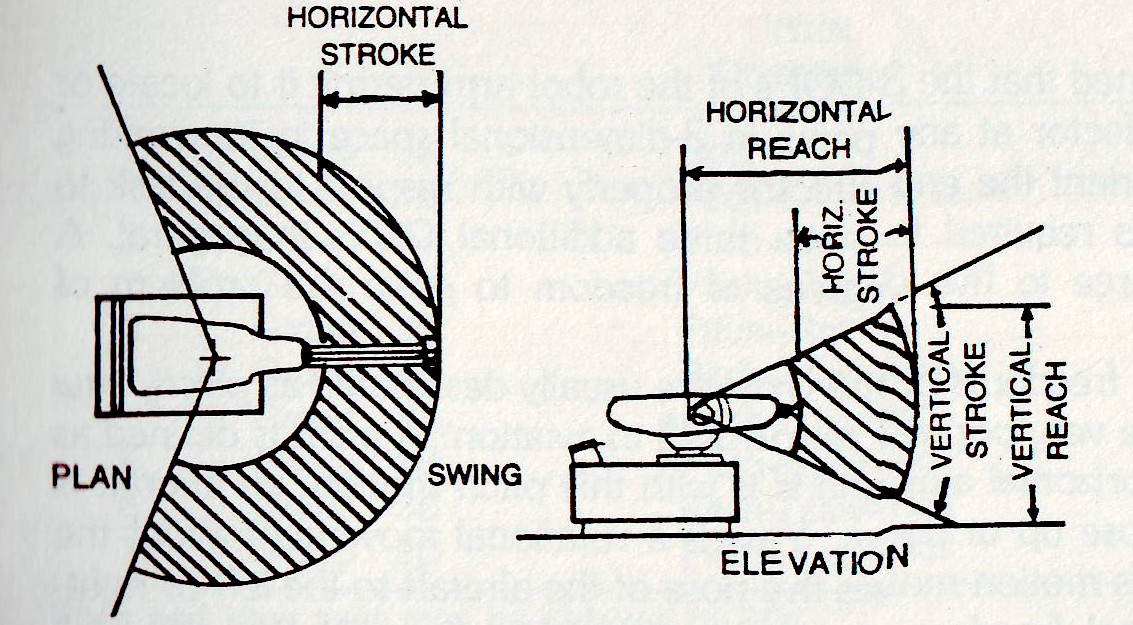 HORIZONTAL
STROKE
PLAN
SWING
HORIZONTAL
REACH
HORIZ.
STROKE
VERTICAL
STROKE
VERTICAL
REACH
ELEVATION